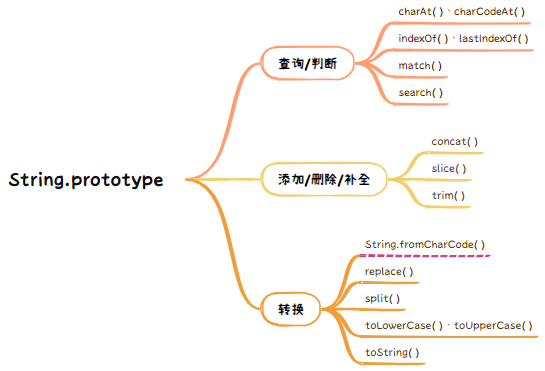 String.prototype
查询/判断
charAt()、charCodeAt()
indexOf()、lastIndexOf()
match()
search()
添加/删除/补全
concat()
slice()
trim()
转换
String.fromCharCode()
replace()
split()
toLowerCase()、toUpperCase()
toString()